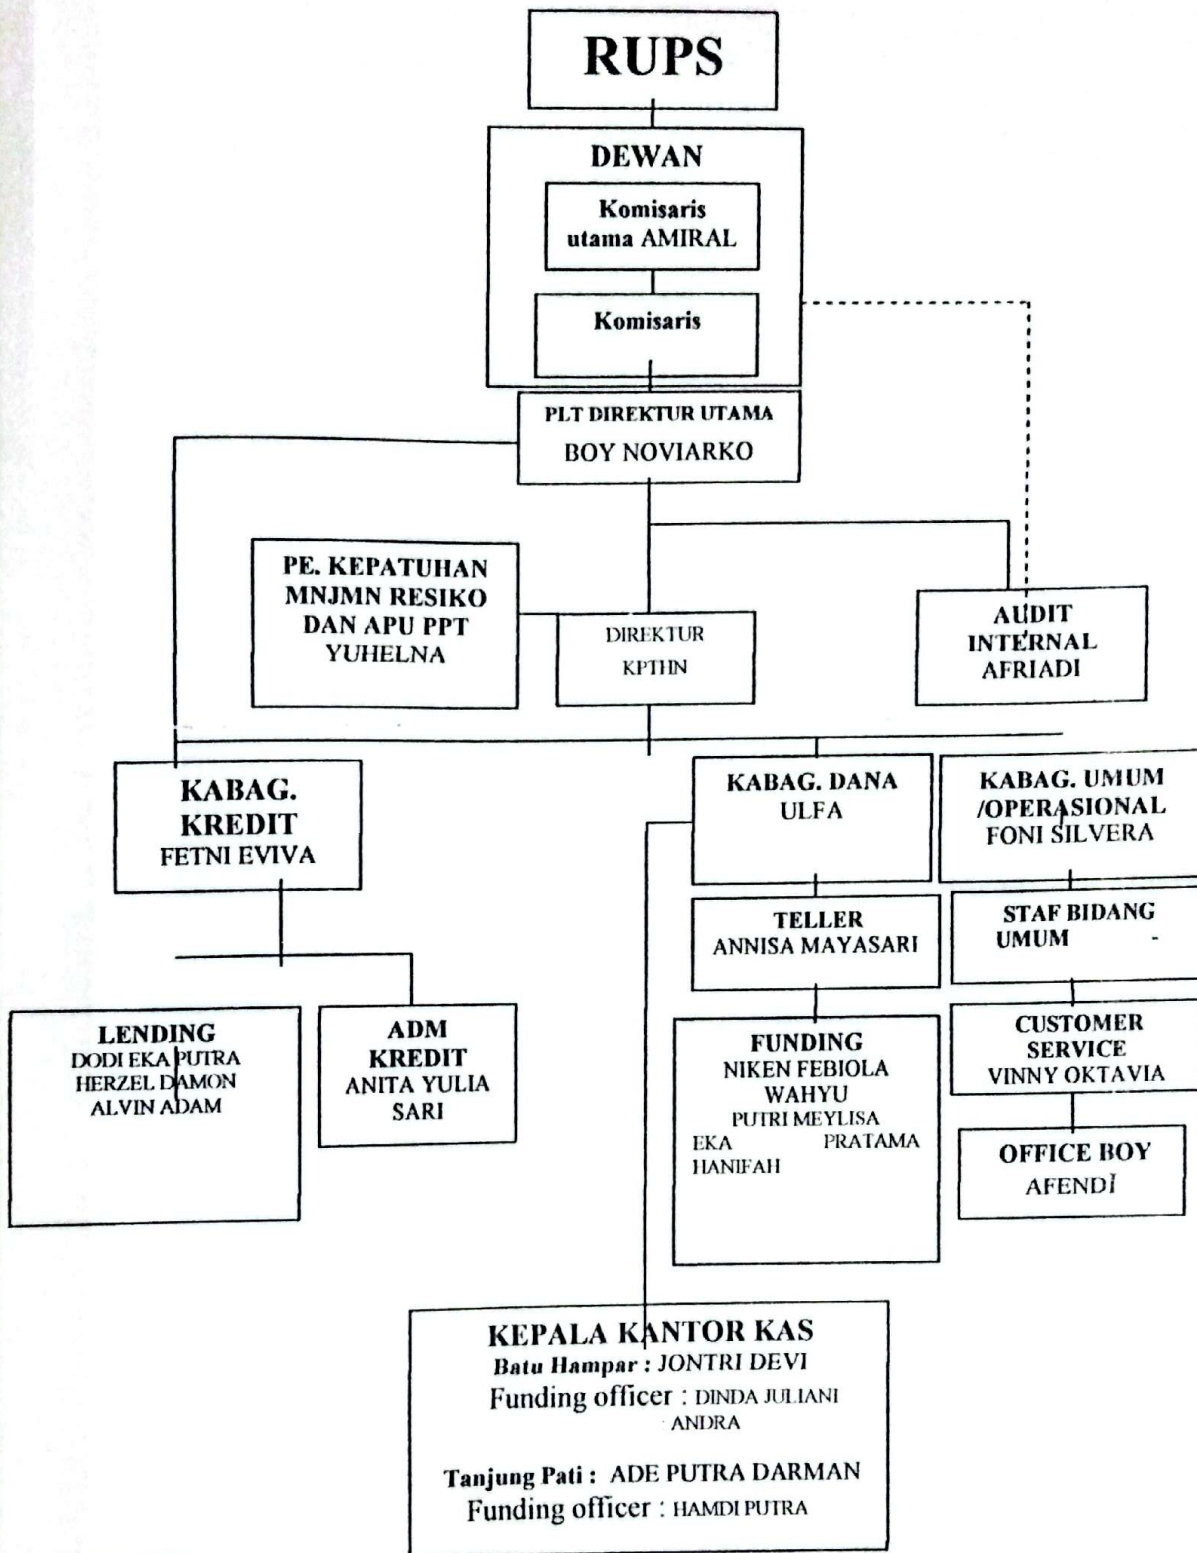 RUPS
DEWAN
Komisaris
utama AMIRAL
Komisaris
PLT DIREKTUR UTAMA
BOY NOVIARKO
PE. KEPATUHAN
MNJMN RESIKO
DAN APU PPT
YUHELNA
DIREKTUR
KPTHN
AUDIT
INTERNAL
AFRIADI
KABAG.
KREDIT
FETNI EVIVA
KABAG. DANA
ULFA
KABAG. UMUM
/OPERASIONAL
FONI SILVERA
TELLER
ANNISA MAYASARI
STAF BIDANG
UMUM -
LENDING
DODI EKA PUTRA
HERZEL DAMON
ALVIN ADAM
ADM
KREDIT
ANITA YULIA
SARI
FUNDING
NIKEN FEBIOLA
WAHYU
PUTRI MEYLISA
EKA PRATAMA
HANIFAH
CUSTOMER
SERVICE
VINNY OKTAVIA
OFFICE BOY
AFENDI
KEPALA KANTOR KAS
Batu Hampar : JONTRI DEVI
Funding officer : DINDA JULIANI
ANDRA
Tanjung Pati : ADE PUTRA DARMAN
Funding officer : HAMDI PUTRA